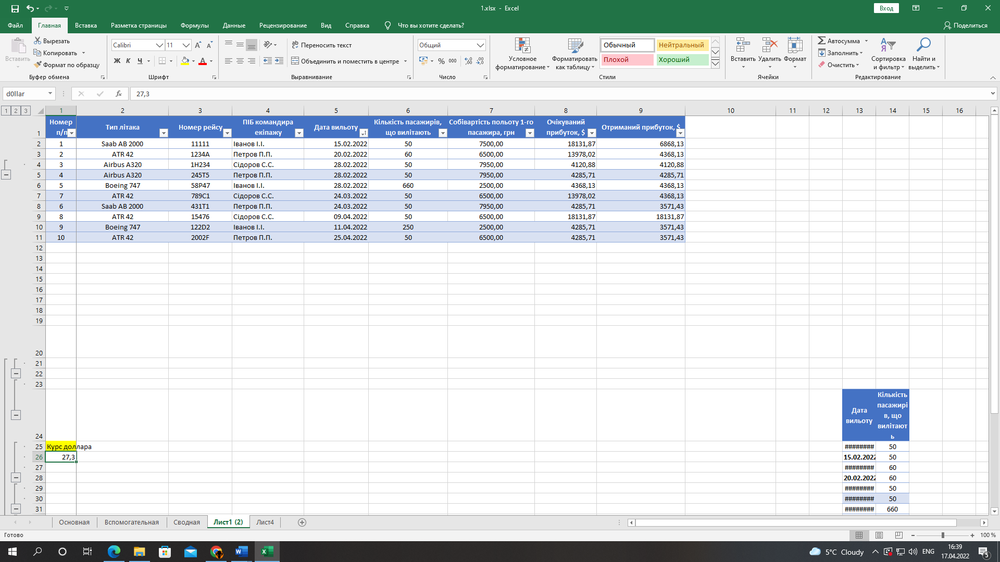 1.xlsx - Excel
Вход
Файл Главная Вставка Разметка страницы Формулы Данные Рецензирование Вид Справка Что вы хотите сделать? Поделиться
Вставить
Вырезать
Копировать
Формат по образцу
Буфер обмена
Calibri 11
Ж К Ч
Шрифт
Переносить текст
Объединить и поместить в центре
Выравнивание
Общий
% 000
Число
Условное форматирование
Форматировать как таблицу
Обычный Нейтральный
Плохой Хороший
Стили
Вставить Удалить Формат
Ячейки
Автосумма
Заполнить
Очистить
Сортировка и фильтр
Найти и выделить
Редактирование
d0llar fx 27,3
1 2 3
1 2 3 4 5 6 7 8 9 10 11 12 13 14 15 16
1 Номер п/п Тип літака Номер рейсу ПІБ командира екіпажу Дата вильоту Кількість пасажирів, що вилітають Собівартість польоту 1-го пасажира, грн Очікуваний прибуток, $ Отриманий прибуток, $
2 1 Saab AB 2000 11111 Іванов І.І. 15.02.2022 50 7500,00 18131,87 6868,13
3 2 ATR 42 1234A Петров П.П. 20.02.2022 60 6500,00 13978,02 4368,13
4 3 Airbus A320 1H234 Сідоров С.С. 28.02.2022 50 7950,00 4120,88 4120,88
5 4 Airbus A320 245T5 Петров П.П. 28.02.2022 50 7950,00 4285,71 4285,71
6 5 Boeing 747 58P47 Іванов І.І. 28.02.2022 660 2500,00 4368,13 4368,13
7 7 ATR 42 789C1 Сідоров С.С. 24.03.2022 50 6500,00 13978,02 4368,13
8 6 Saab AB 2000 431T1 Петров П.П. 24.03.2022 50 7950,00 4285,71 3571,43
9 8 ATR 42 15476 Сідоров С.С. 09.04.2022 50 6500,00 18131,87 18131,87
10 9 Boeing 747 122D2 Іванов І.І. 11.04.2022 250 2500,00 4285,71 3571,43
11 10 ATR 42 2002F Петров П.П. 25.04.2022 50 6500,00 4285,71 3571,43
12
13
14
15
16
17
18
19
20
21
22
23
24 Дата вильоту Кількість пасажирів, що вилітають
25 Курс доллара ######## 50
26 27,3 15.02.2022 50
27 ######## 60
28 20.02.2022 60
29 ######## 50
30 ######## 50
31 ######## 660
Основная Вспомогательная Сводная Лист1 (2) Лист4
Готово 100 %
5°C Cloudy ENG
16:39
17.04.2022
5